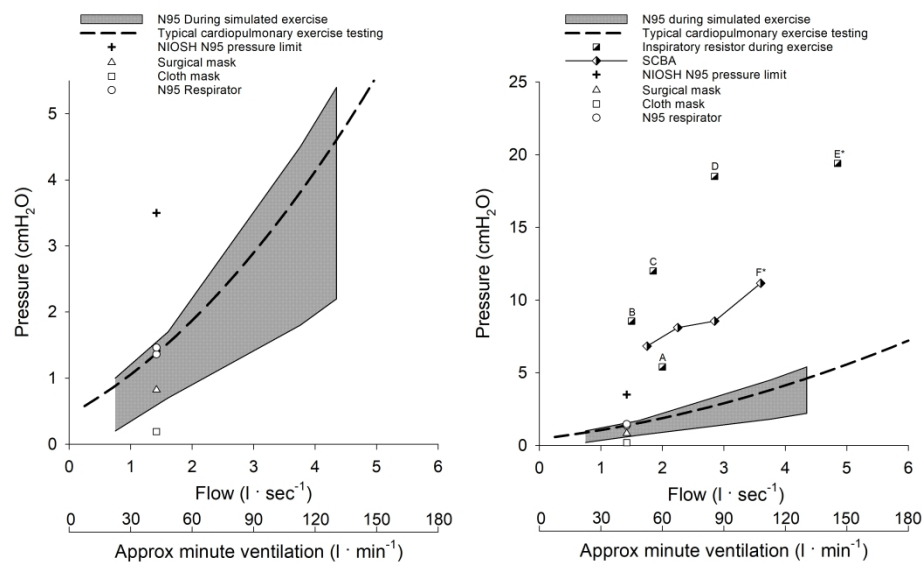 N95 During simulated exercise
Typical cardiopulmonary exercise testing
NIOSH N95 pressure limit
Surgical mask
Cloth mask
N95 Respirator
5
4
3
2
1
0
Pressure (cmH₂O)
0 1 2 3 4 5 6
Flow (l · sec⁻¹)
0 30 60 90 120 150 180
Approx minute ventilation (l · min⁻¹)
N95 during simulated exercise
Typical cardiopulmonary exercise testing
Inspiratory resistor during exercise
SCBA
NIOSH N95 pressure limit
Surgical mask
Cloth mask
N95 respirator
25
20
15
10
5
0
Pressure (cmH₂O)
E*
D
C
F*
B
A
0 1 2 3 4 5 6
Flow (l · sec⁻¹)
0 30 60 90 120 150 180
Approx minute ventilation (l · min⁻¹)